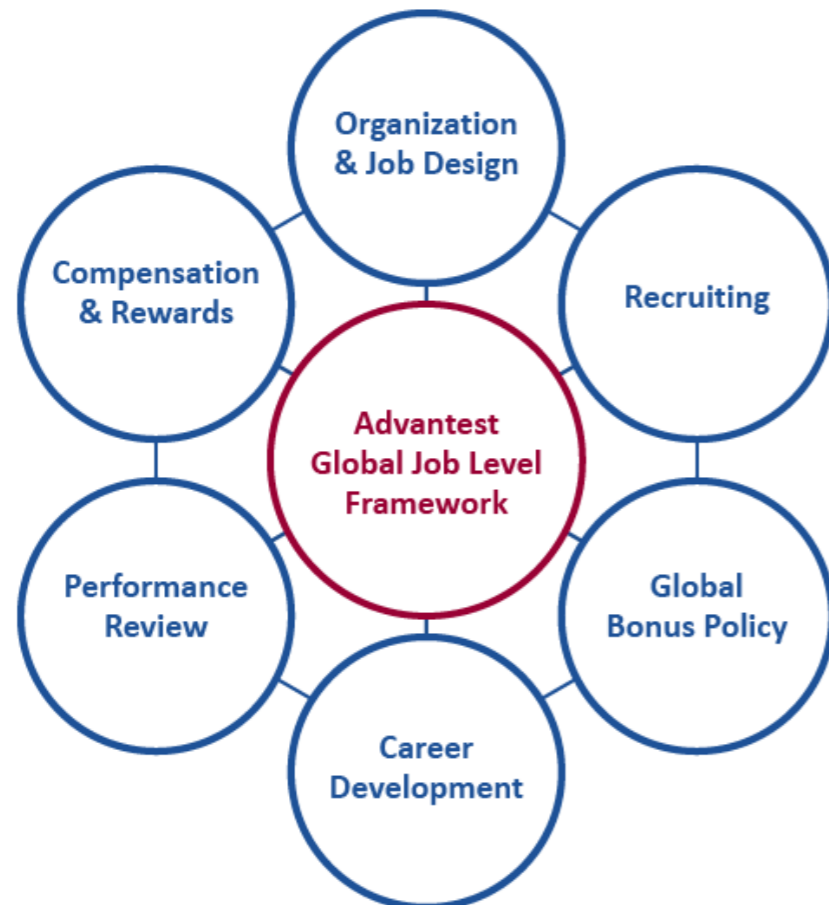 Organization
& Job Design
Compensation
& Rewards
Recruiting
Advantest
Global Job Level
Framework
Performance
Review
Global
Bonus Policy
Career
Development